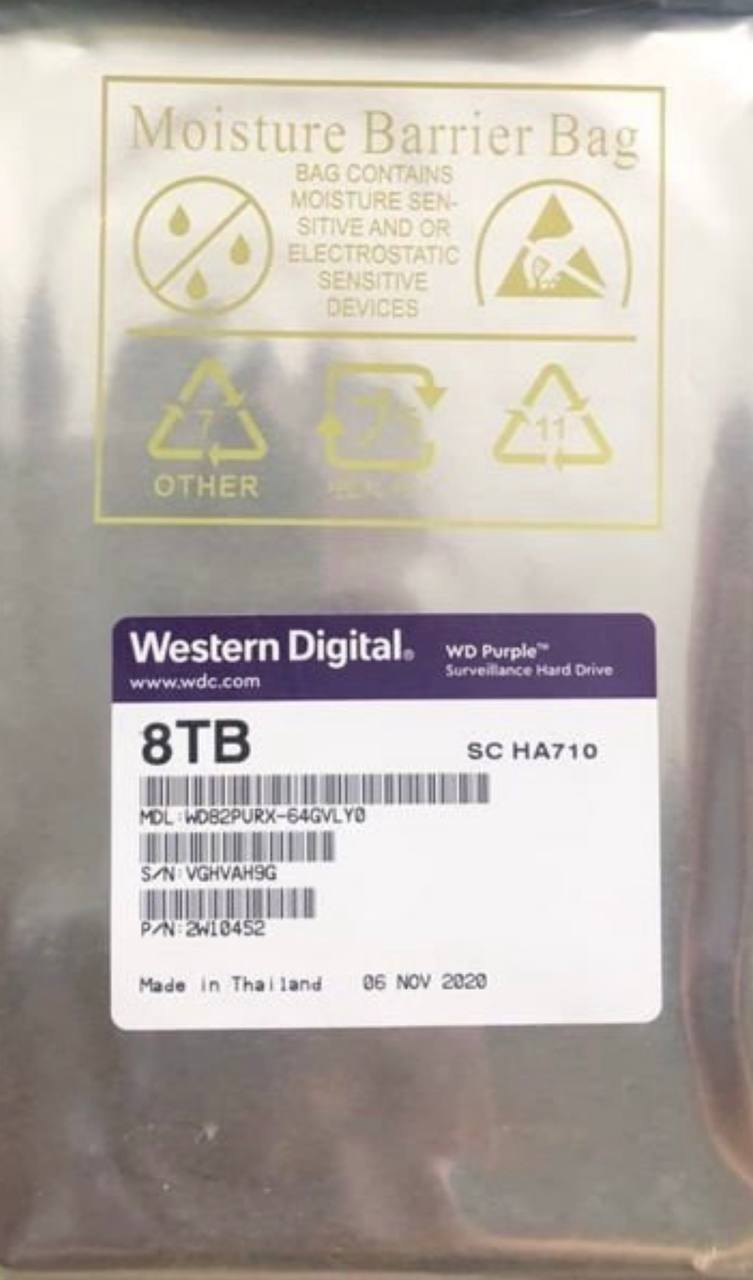 Moisture Barrier Bag
BAG CONTAINS
MOISTURE SEN-
SITIVE AND OR
ELECTROSTATIC
SENSITIVE
DEVICES
7
11
OTHER
Western Digital®
WD Purple™
www.wdc.com
Surveillance Hard Drive
8TB
SC HA710
MDL:WD82PURX-64GVLY0
S/N:VGHVAH9G
P/N:2W10452
Made in Thailand 06 NOV 2020